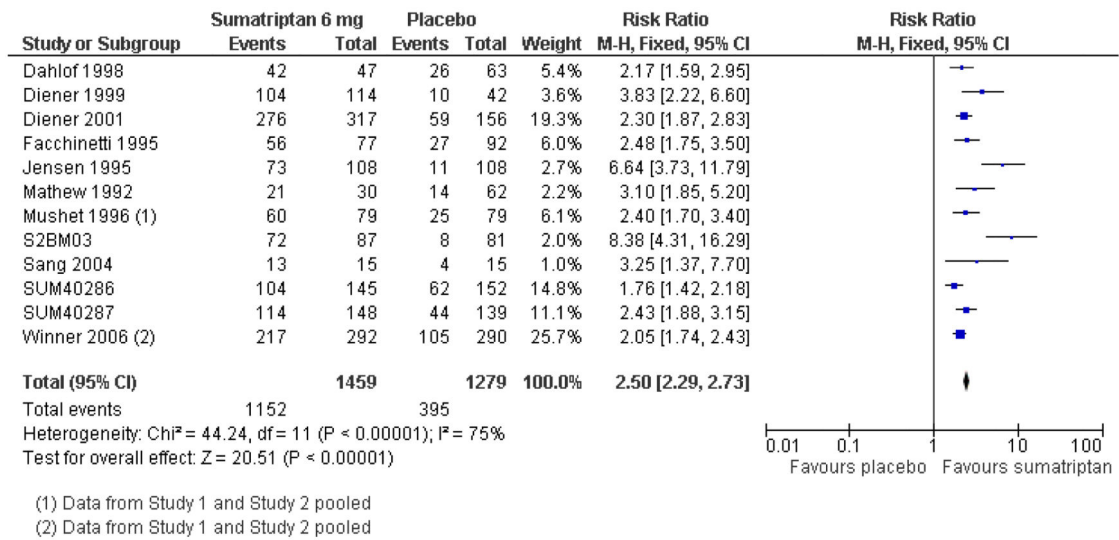 Sumatriptan 6 mg Placebo Risk Ratio Risk Ratio
Study or Subgroup Events Total Events Total Weight M-H, Fixed, 95% CI M-H, Fixed, 95% CI
Dahlof 1998 42 47 26 63 5.4% 2.17 [1.59, 2.95]
Diener 1999 104 114 10 42 3.6% 3.83 [2.22, 6.60]
Diener 2001 276 317 59 156 19.3% 2.30 [1.87, 2.83]
Facchinetti 1995 56 77 27 92 6.0% 2.48 [1.75, 3.50]
Jensen 1995 73 108 11 108 2.7% 6.64 [3.73, 11.79]
Mathew 1992 21 30 14 62 2.2% 3.10 [1.85, 5.20]
Mushet 1996 (1) 60 79 25 79 6.1% 2.40 [1.70, 3.40]
S2BM03 72 87 8 81 2.0% 8.38 [4.31, 16.29]
Sang 2004 13 15 4 15 1.0% 3.25 [1.37, 7.70]
SUM40286 104 145 62 152 14.8% 1.76 [1.42, 2.18]
SUM40287 114 148 44 139 11.1% 2.43 [1.88, 3.15]
Winner 2006 (2) 217 292 105 290 25.7% 2.05 [1.74, 2.43]
Total (95% CI) 1459 1279 100.0% 2.50 [2.29, 2.73]
Total events 1152 395
Heterogeneity: Chi² = 44.24, df = 11 (P < 0.00001); I² = 75%
Test for overall effect: Z = 20.51 (P < 0.00001)
0.01 0.1 1 10 100
Favours placebo Favours sumatriptan
(1) Data from Study 1 and Study 2 pooled
(2) Data from Study 1 and Study 2 pooled